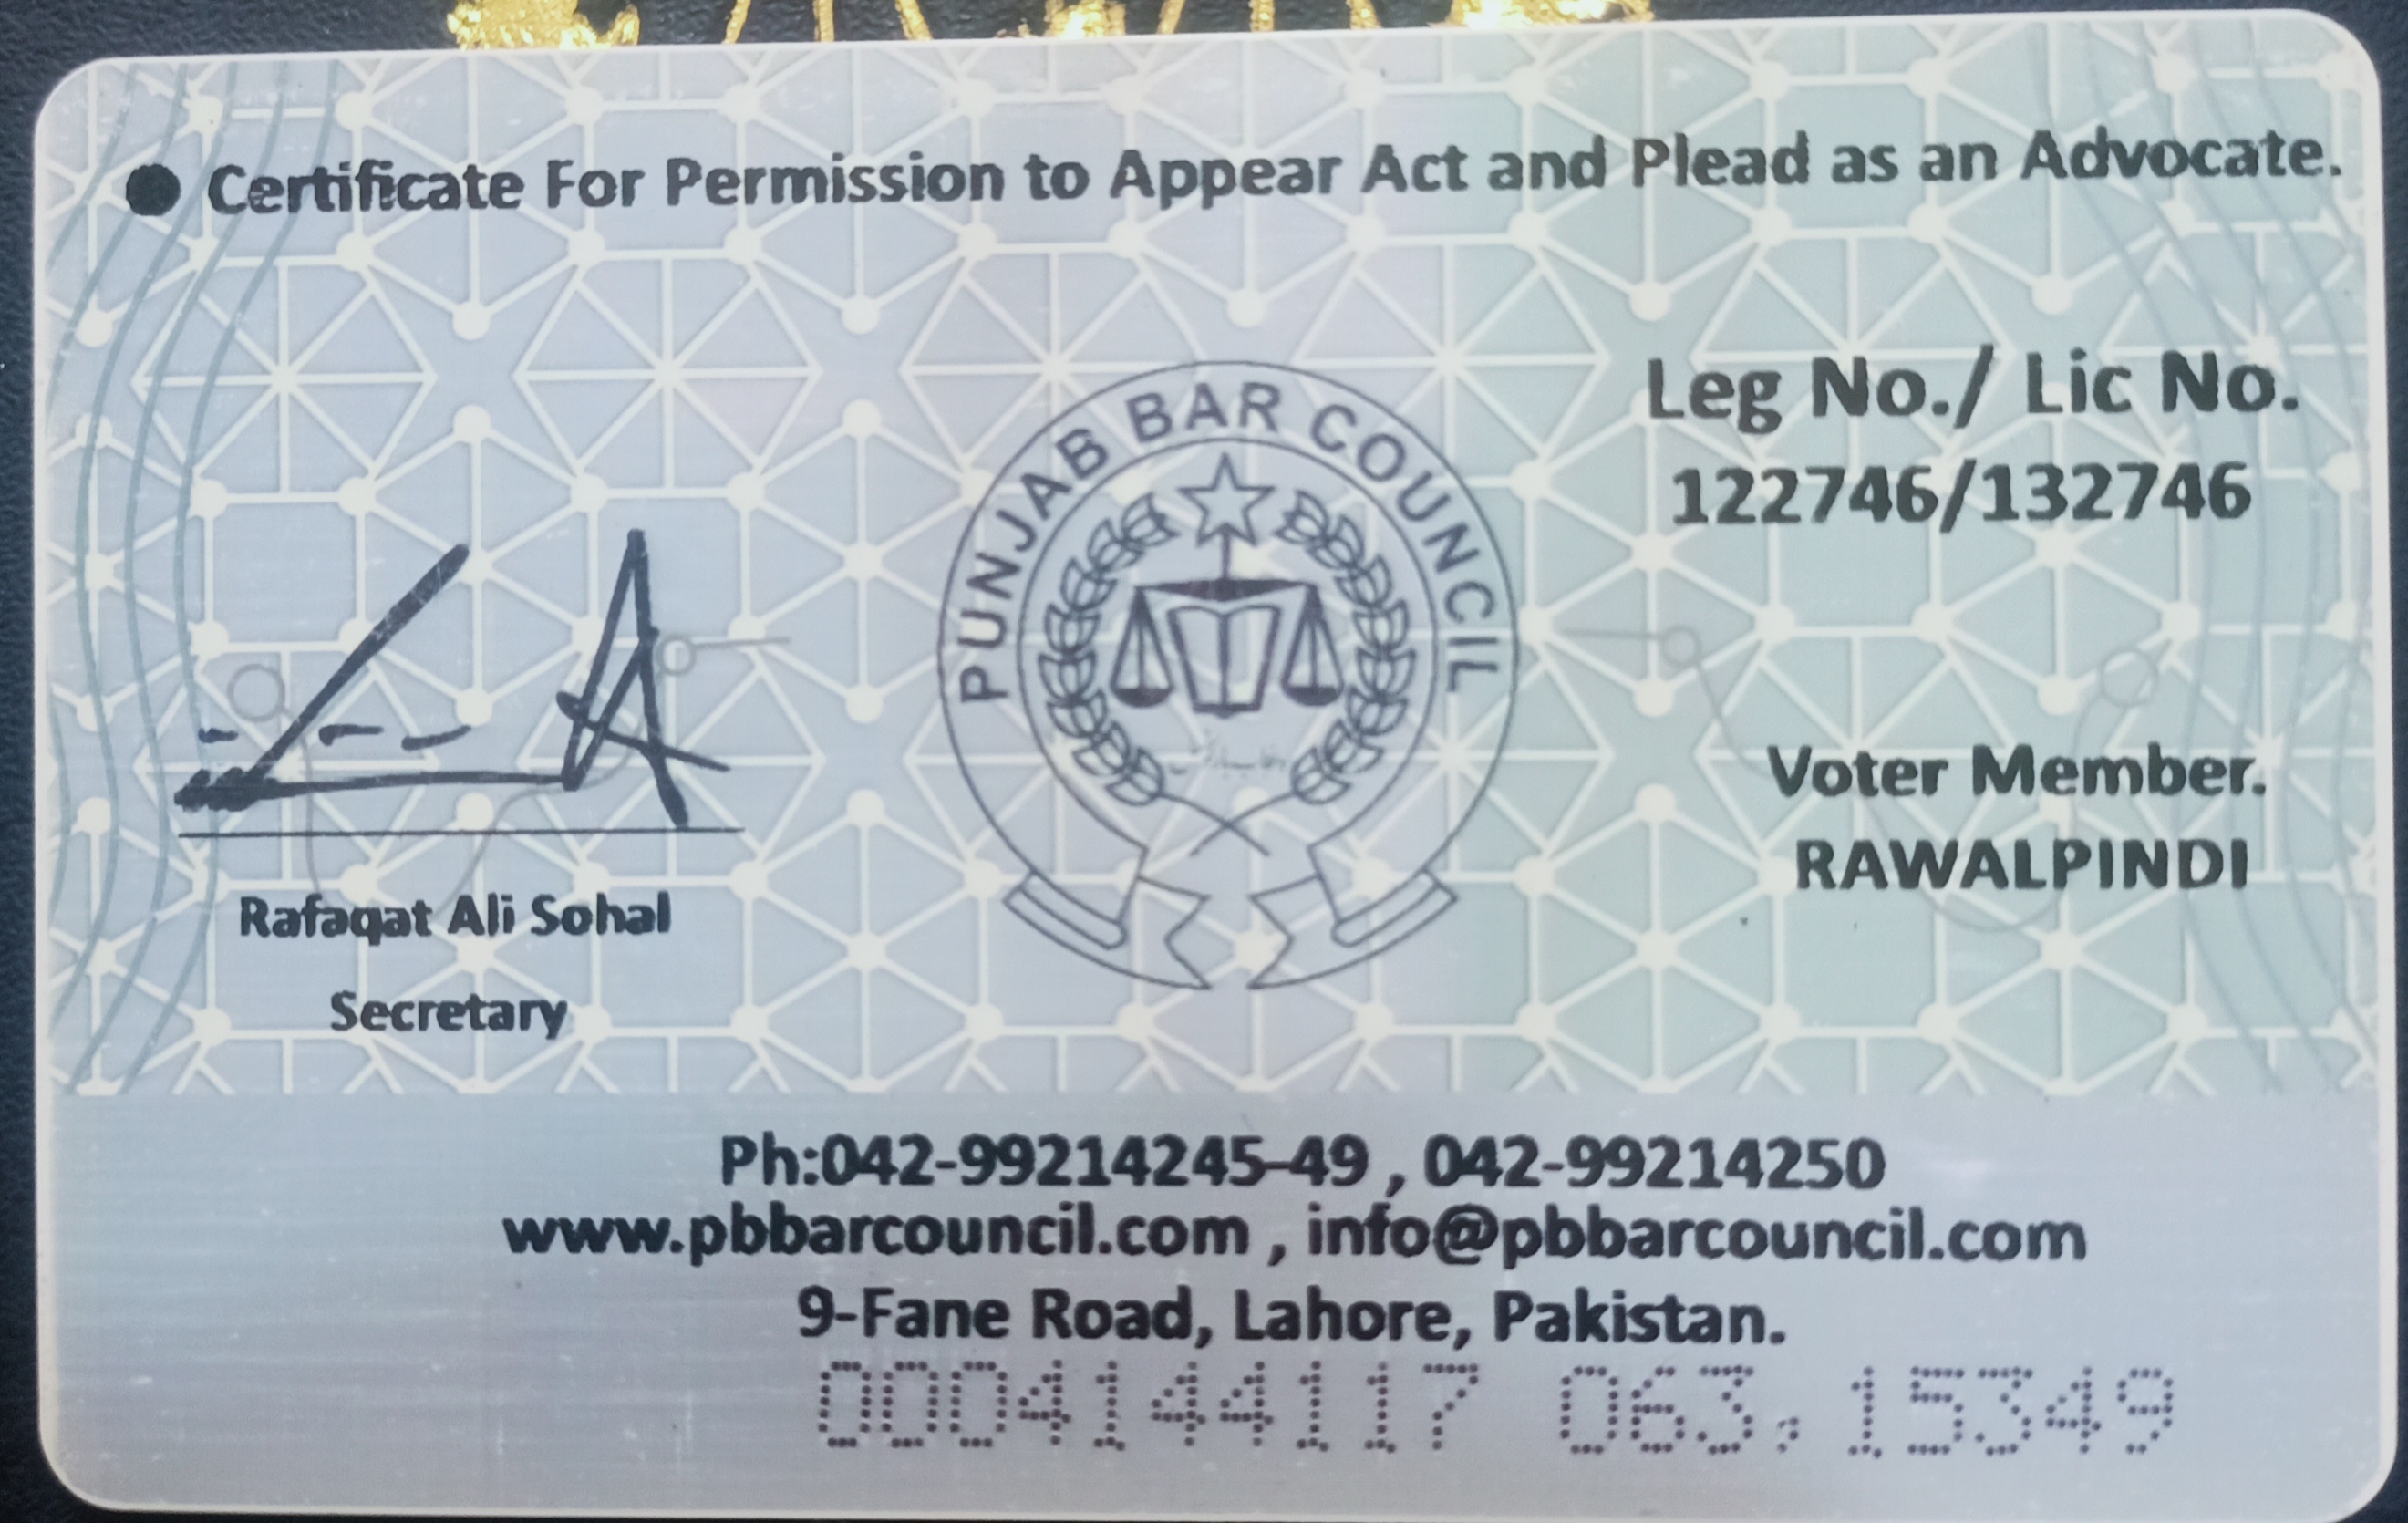 ● Certificate For Permission to Appear Act and Plead as an Advocate.
PUNJAB BAR COUNCIL
Leg No./ Lic No.
122746/132746
Voter Member.
RAWALPINDI
Rafaqat Ali Sohal
Secretary
Ph:042-99214245-49 , 042-99214250
www.pbbarcouncil.com , info@pbbarcouncil.com
9-Fane Road, Lahore, Pakistan.
0004144117 063,15349